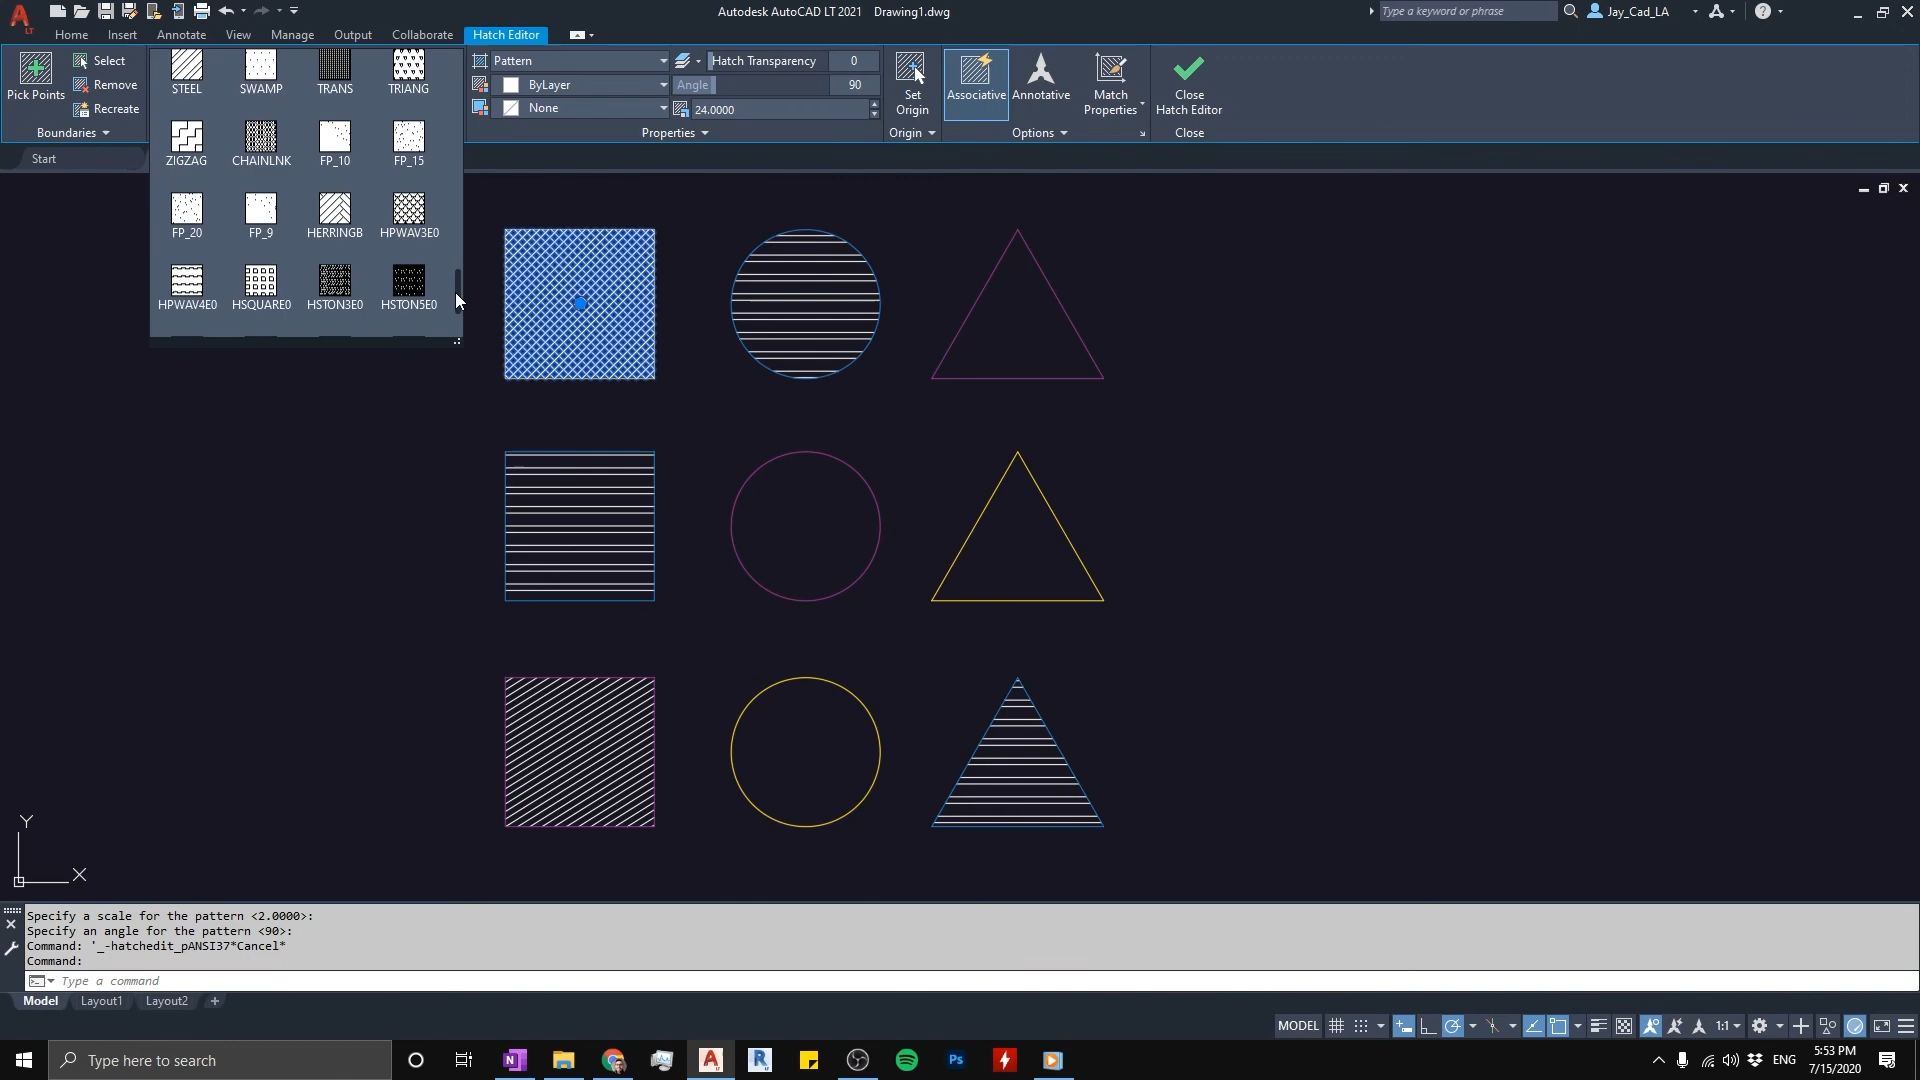 Autodesk AutoCAD LT 2021 Drawing1.dwg
Type a keyword or phrase
Jay_Cad_LA
LT
Home Insert Annotate View Manage Output Collaborate Hatch Editor
Pick Points
Select
Remove
Recreate
Boundaries
STEEL SWAMP TRANS TRIANG
ZIGZAG CHAINLNK FP_10 FP_15
FP_20 FP_9 HERRINGB HPWAV3E0
HPWAV4E0 HSQUARE0 HSTON3E0 HSTON5E0
Pattern
ByLayer
None
Hatch Transparency 0
Angle 90
24.0000
Properties
Set
Origin
Origin
Associative
Annotative
Match
Properties
Options
Close
Hatch Editor
Close
Start
Y
X
Specify a scale for the pattern <2.0000>:
Specify an angle for the pattern <90>:
Command: '_-hatchedit_pANSI37*Cancel*
Command:
Type a command
Model Layout1 Layout2 +
MODEL 1:1
Type here to search
N
A
LT
R
LT
Ps
ENG
5:53 PM
7/15/2020